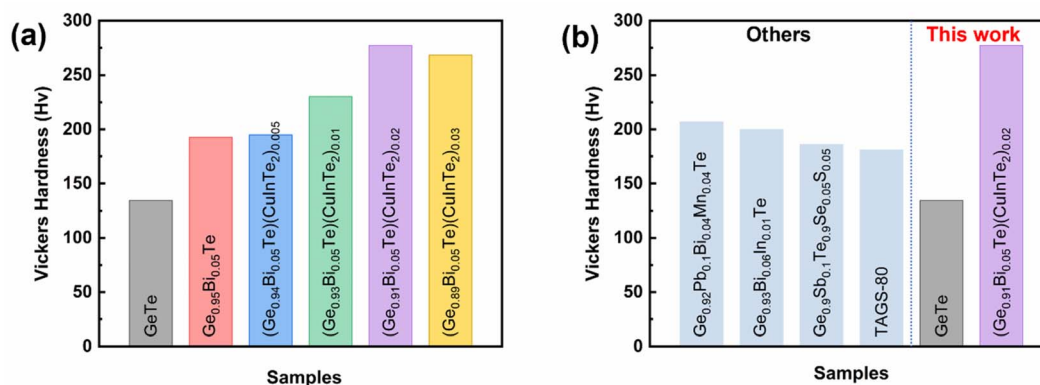 (a)
300
250
200
150
100
50
0
Vickers Hardness (Hv)
GeTe
Ge0.95Bi0.05Te
(Ge0.94Bi0.05Te)(CuInTe2)0.005
(Ge0.93Bi0.05Te)(CuInTe2)0.01
(Ge0.91Bi0.05Te)(CuInTe2)0.02
(Ge0.89Bi0.05Te)(CuInTe2)0.03
Samples
(b)
300
250
200
150
100
50
0
Vickers Hardness (Hv)
Others
This work
Ge0.92Pb0.1Bi0.04Mn0.04Te
Ge0.93Bi0.06In0.01Te
Ge0.9Sb0.1Te0.9Se0.05S0.05
TAGS-80
GeTe
(Ge0.91Bi0.05Te)(CuInTe2)0.02
Samples